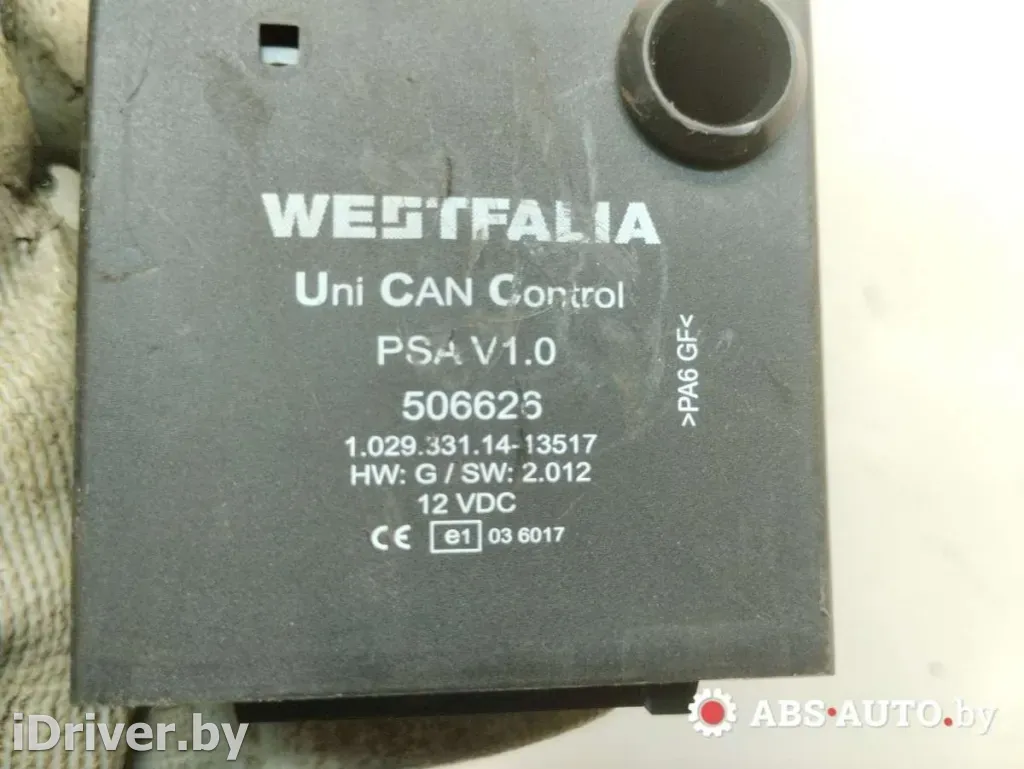 WESTFALIA
Uni CAN Control
PSA V1.0
506626
1.029.331.14-13517
HW: G / SW: 2.012
12 VDC
CE e1 03 6017
>PA6 GF<
iDriver.by
ABS-AUTO.by